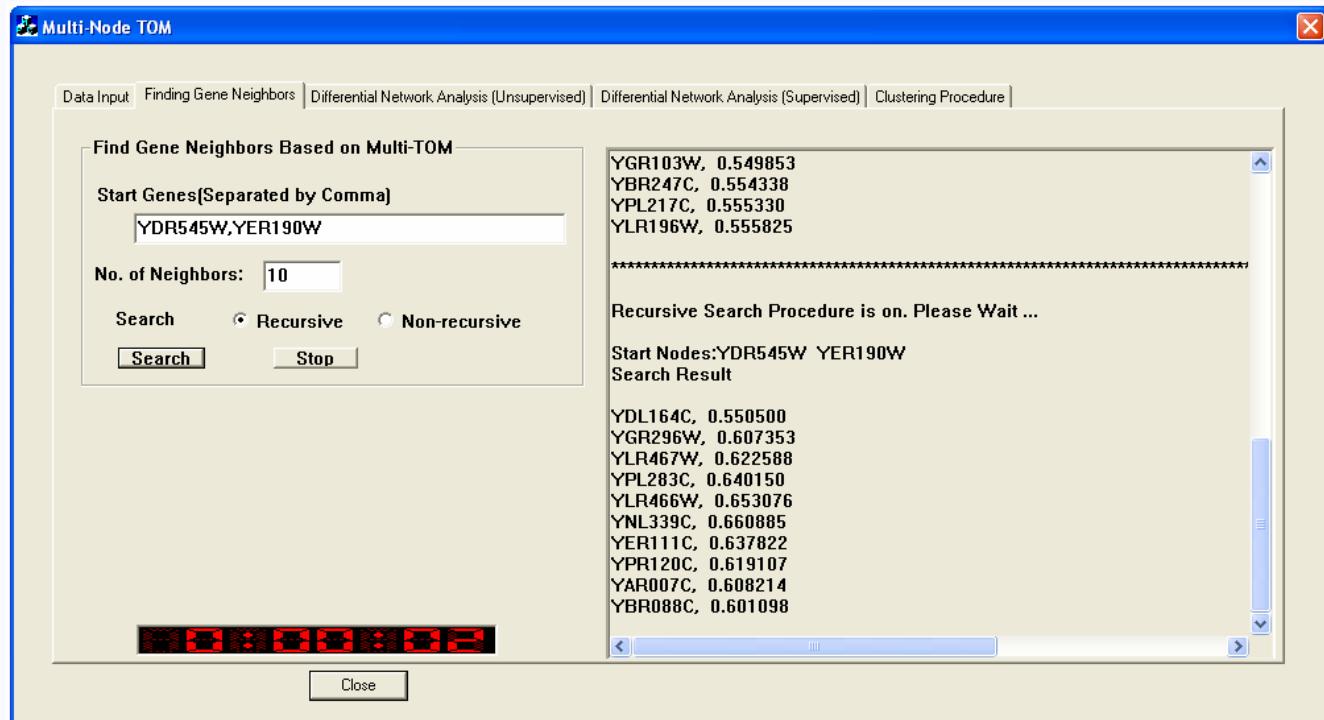 Multi-Node TOM
Data Input Finding Gene Neighbors Differential Network Analysis (Unsupervised) Differential Network Analysis (Supervised) Clustering Procedure
Find Gene Neighbors Based on Multi-TOM
Start Genes(Separated by Comma)
YDR545W,YER190W
No. of Neighbors: 10
Search Recursive Non-recursive
Search Stop
0:00:02
Close
YGR103W, 0.549853
YBR247C, 0.554338
YPL217C, 0.555330
YLR196W, 0.555825
********************************************************************************
Recursive Search Procedure is on. Please Wait ...
Start Nodes:YDR545W YER190W
Search Result
YDL164C, 0.550500
YGR296W, 0.607353
YLR467W, 0.622588
YPL283C, 0.640150
YLR466W, 0.653076
YNL339C, 0.660885
YER111C, 0.637822
YPR120C, 0.619107
YAR007C, 0.608214
YBR088C, 0.601098